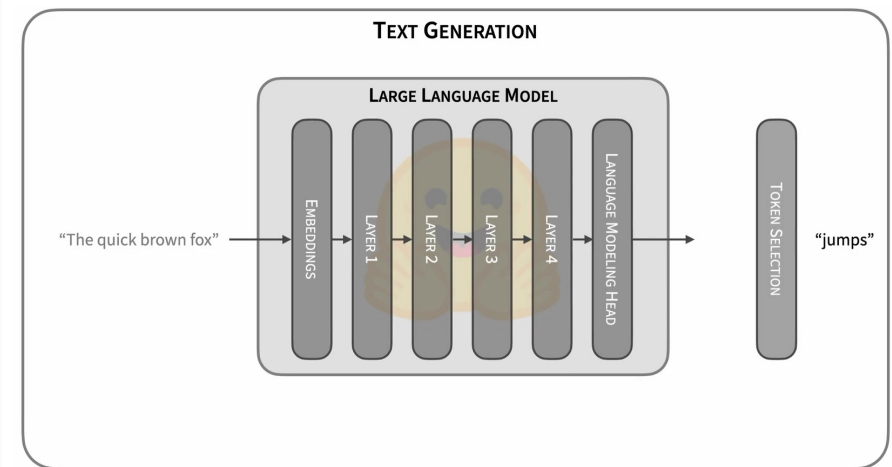 TEXT GENERATION
LARGE LANGUAGE MODEL
“The quick brown fox”
EMBEDDINGS
LAYER 1
LAYER 2
LAYER 3
LAYER 4
LANGUAGE MODELING HEAD
TOKEN SELECTION
“jumps”